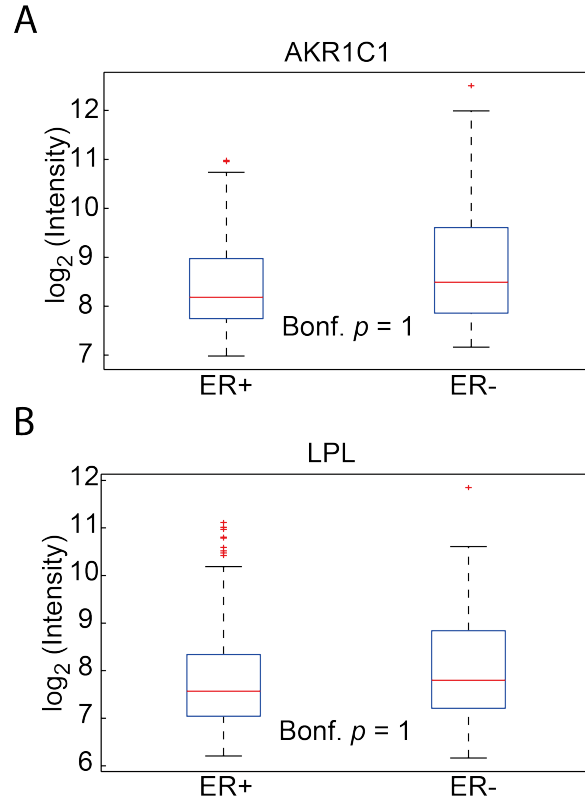 A
AKR1C1
log2 (Intensity)
12
11
10
9
8
7
Bonf. p = 1
ER+ ER-
B
LPL
log2 (Intensity)
12
11
10
9
8
7
6
Bonf. p = 1
ER+ ER-